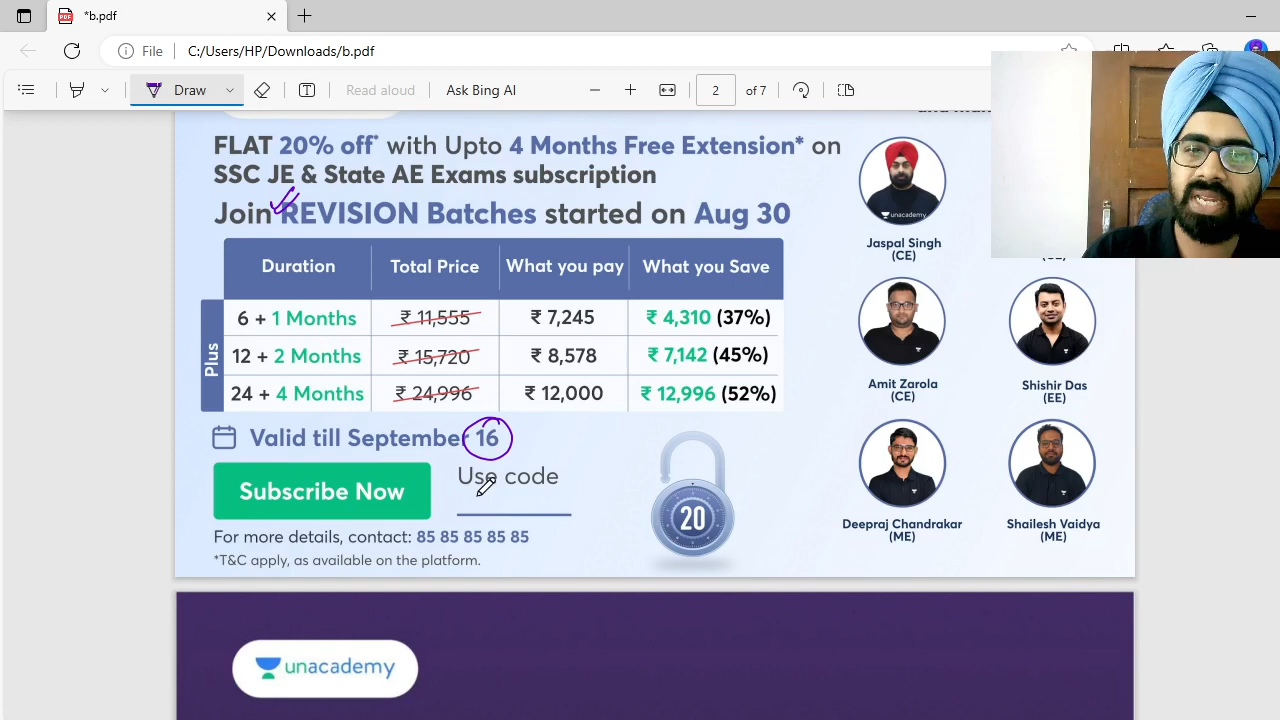 *b.pdf
File
C:/Users/HP/Downloads/b.pdf
Draw
Read aloud
Ask Bing AI
2
of 7
FLAT 20% off* with Upto 4 Months Free Extension* on
SSC JE & State AE Exams subscription
Join REVISION Batches started on Aug 30
Duration Total Price What you pay What you Save
Plus
6 + 1 Months ₹ 11,555 ₹ 7,245 ₹ 4,310 (37%)
12 + 2 Months ₹ 15,720 ₹ 8,578 ₹ 7,142 (45%)
24 + 4 Months ₹ 24,996 ₹ 12,000 ₹ 12,996 (52%)
Valid till September 16
Subscribe Now
Use code
20
For more details, contact: 85 85 85 85 85
*T&C apply, as available on the platform.
unacademy
Jaspal Singh
(CE)
Amit Zarola
(CE)
Shishir Das
(EE)
Deepraj Chandrakar
(ME)
Shailesh Vaidya
(ME)
unacademy